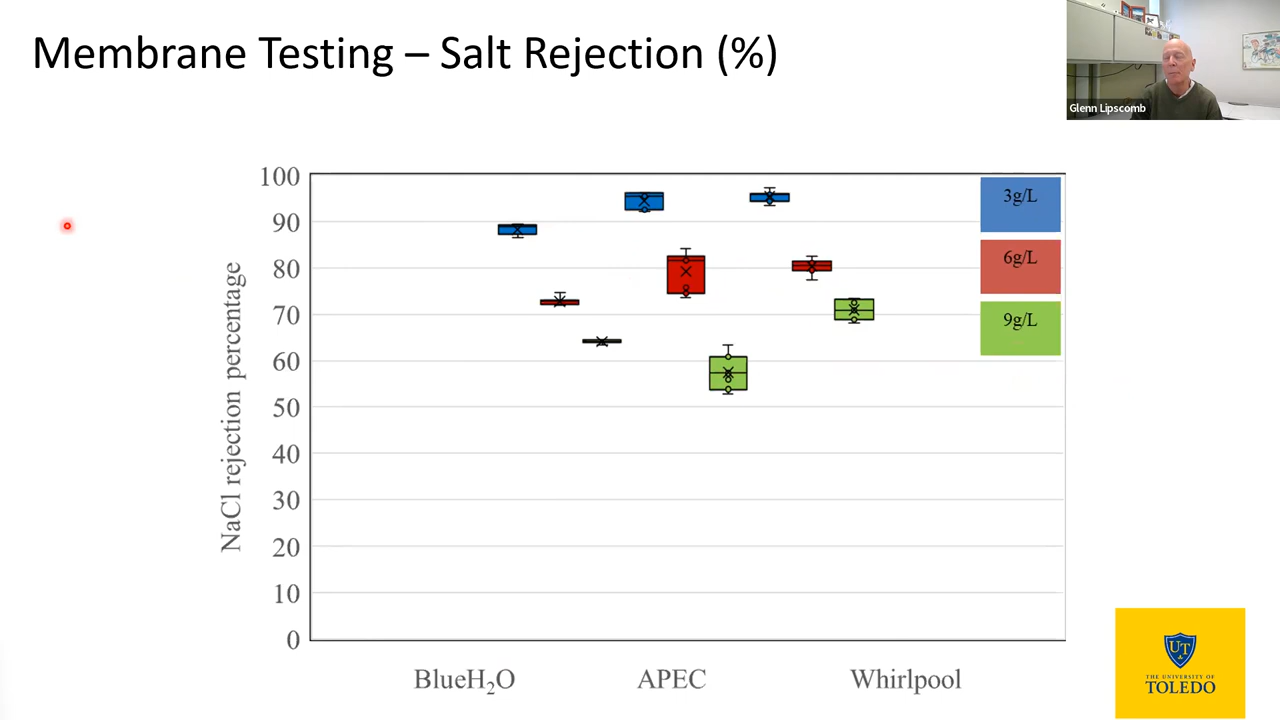 Membrane Testing – Salt Rejection (%)
Glenn Lipscomb
NaCl rejection percentage
100
90
80
70
60
50
40
30
20
10
0
3g/L
6g/L
9g/L
BlueH₂O
APEC
Whirlpool
UT
THE UNIVERSITY OF
TOLEDO